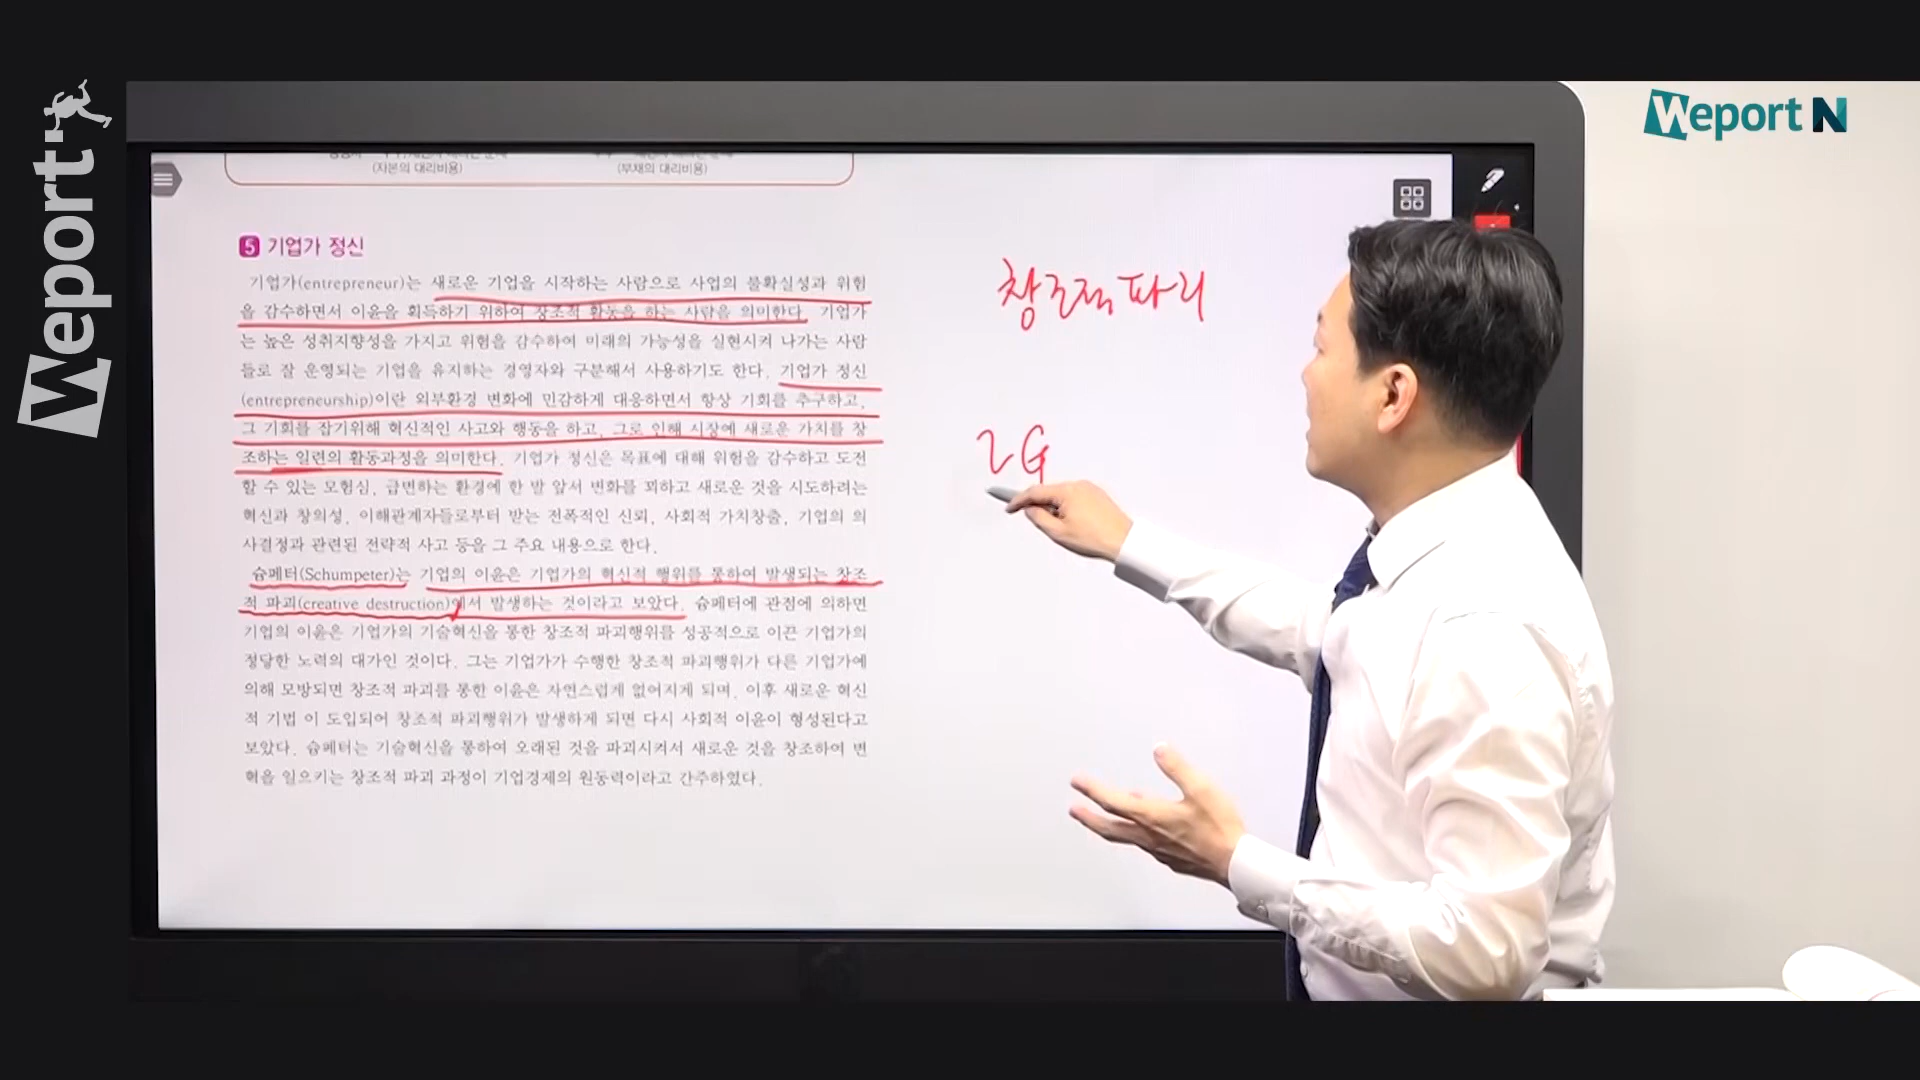 Weport
Weport N
(자본의 대리비용)
(부채의 대리비용)
5 기업가 정신
기업가(entrepreneur)는 새로운 기업을 시작하는 사람으로 사업의 불확실성과 위험
을 감수하면서 이윤을 획득하기 위하여 창조적 활동을 하는 사람을 의미한다. 기업가
는 높은 성취지향성을 가지고 위험을 감수하여 미래의 가능성을 실현시켜 나가는 사람
들로 잘 운영되는 기업을 유지하는 경영자와 구분해서 사용하기도 한다. 기업가 정신
(entrepreneurship)이란 외부환경 변화에 민감하게 대응하면서 항상 기회를 추구하고,
그 기회를 잡기위해 혁신적인 사고와 행동을 하고, 그로 인해 시장에 새로운 가치를 창
조하는 일련의 활동과정을 의미한다. 기업가 정신은 목표에 대해 위험을 감수하고 도전
할 수 있는 모험심, 급변하는 환경에 한 발 앞서 변화를 꾀하고 새로운 것을 시도하려는
혁신과 창의성, 이해관계자들로부터 받는 전폭적인 신뢰, 사회적 가치창출, 기업의 의
사결정과 관련된 전략적 사고 등을 그 주요 내용으로 한다.
슘페터(Schumpeter)는 기업의 이윤은 기업가의 혁신적 행위를 통하여 발생되는 창조
적 파괴(creative destruction)에서 발생하는 것이라고 보았다. 슘페터에 관점에 의하면
기업의 이윤은 기업가의 기술혁신을 통한 창조적 파괴행위를 성공적으로 이끈 기업가의
정당한 노력의 대가인 것이다. 그는 기업가가 수행한 창조적 파괴행위가 다른 기업가에
의해 모방되면 창조적 파괴를 통한 이윤은 자연스럽게 없어지게 되며, 이후 새로운 혁신
적 기법 이 도입되어 창조적 파괴행위가 발생하게 되면 다시 사회적 이윤이 형성된다고
보았다. 슘페터는 기술혁신을 통하여 오래된 것을 파괴시켜서 새로운 것을 창조하여 변
혁을 일으키는 창조적 파괴 과정이 기업경제의 원동력이라고 간주하였다.
창조적 파괴
2G